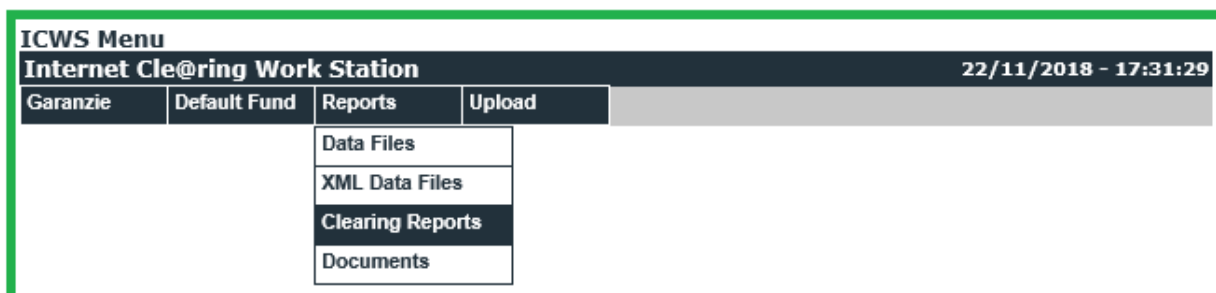 ICWS Menu
Internet Cle@ring Work Station 22/11/2018 - 17:31:29
Garanzie Default Fund Reports Upload
Data Files
XML Data Files
Clearing Reports
Documents